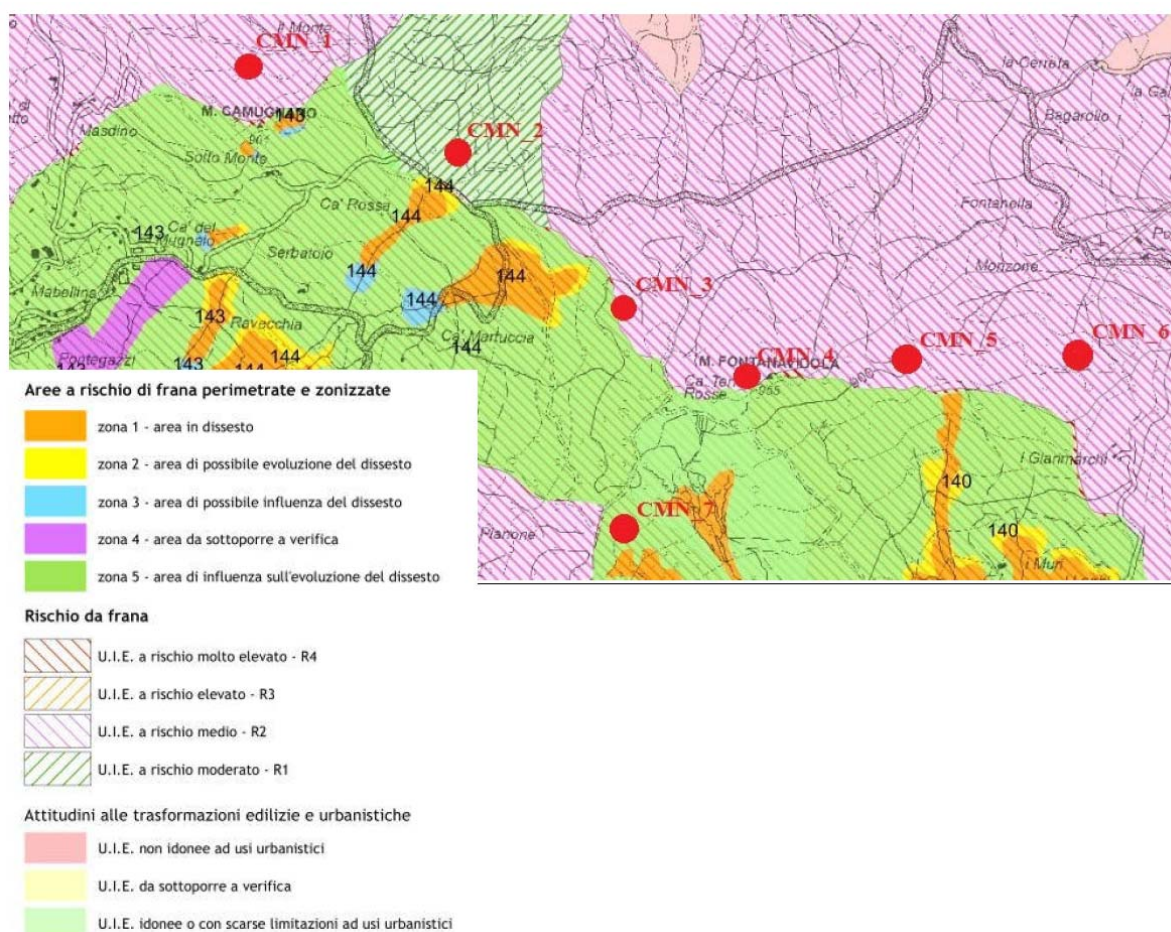 il Monte
CMN_1
la Cerreta
M. CAMUGNANO
143
Masdino
Bagarollo
CMN_2
Sotto Monte
144
Ca' Rossa
144
Fontanella
143
Ca' del
Mugnaio
Serbatoio
144
144
Monzone
144
Mabellina
CMN_3
143
Ravecchia
Ca' Martuccia
144
CMN_5
CMN_6
Pontegazzi
143
144
M. FONTANAVIDOLA
CMN_4
900
Rosse
955
i Gianmarchi
140
CMN_7
Pianone
140
i Muri
Aree a rischio di frana perimetrate e zonizzate
zona 1 - area in dissesto
zona 2 - area di possibile evoluzione del dissesto
zona 3 - area di possibile influenza del dissesto
zona 4 - area da sottoporre a verifica
zona 5 - area di influenza sull'evoluzione del dissesto
Rischio da frana
U.I.E. a rischio molto elevato - R4
U.I.E. a rischio elevato - R3
U.I.E. a rischio medio - R2
U.I.E. a rischio moderato - R1
Attitudini alle trasformazioni edilizie e urbanistiche
U.I.E. non idonee ad usi urbanistici
U.I.E. da sottoporre a verifica
U.I.E. idonee o con scarse limitazioni ad usi urbanistici